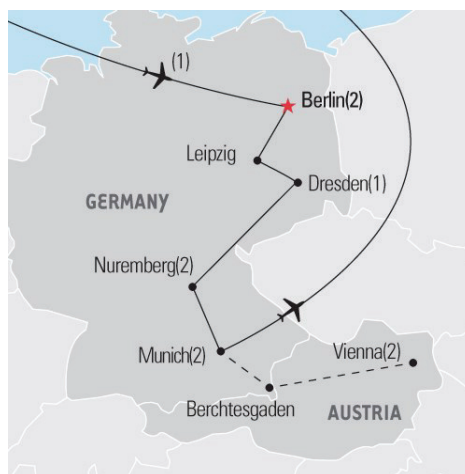 (1)
Berlin(2)
Leipzig
Dresden(1)
GERMANY
Nuremberg(2)
Munich(2)
Vienna(2)
Berchtesgaden
AUSTRIA